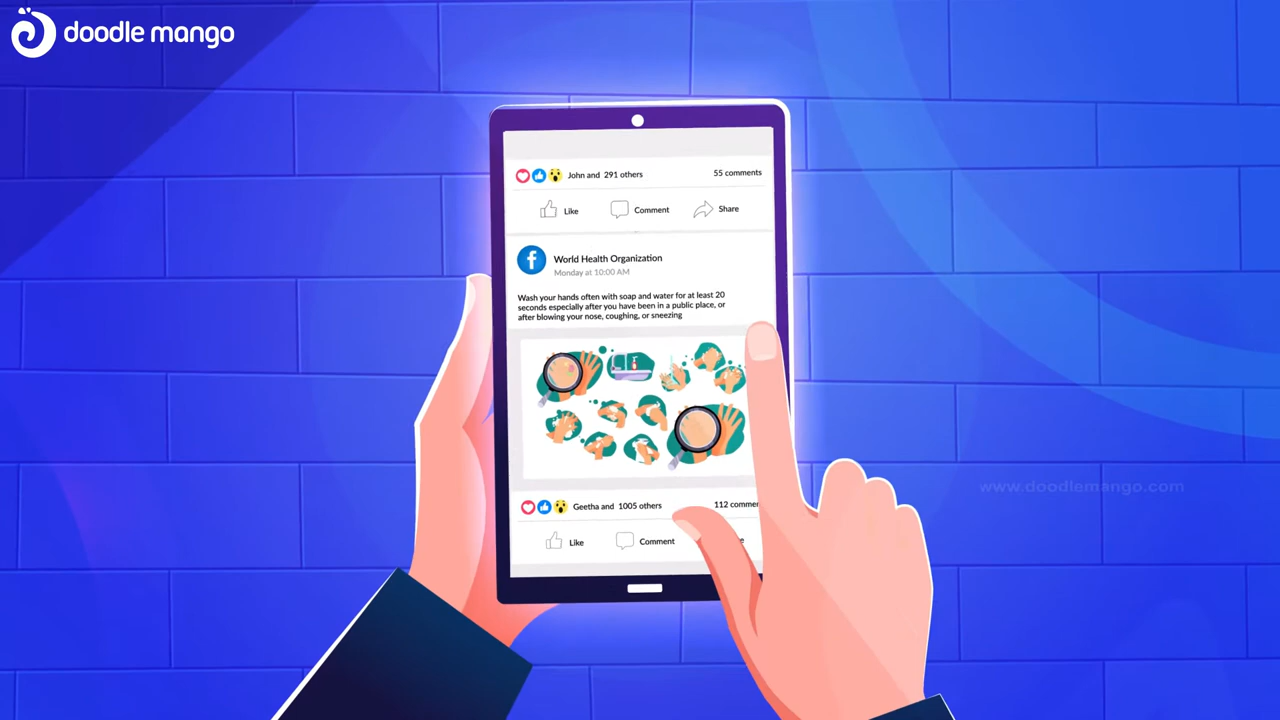 doodle mango
John and 291 others 55 comments
Like Comment Share
f World Health Organization
Monday at 10:00 AM
Wash your hands often with soap and water for at least 20
seconds especially after you have been in a public place, or
after blowing your nose, coughing, or sneezing
Geetha and 1005 others 112 commen
Like Comment
www.doodlemango.com